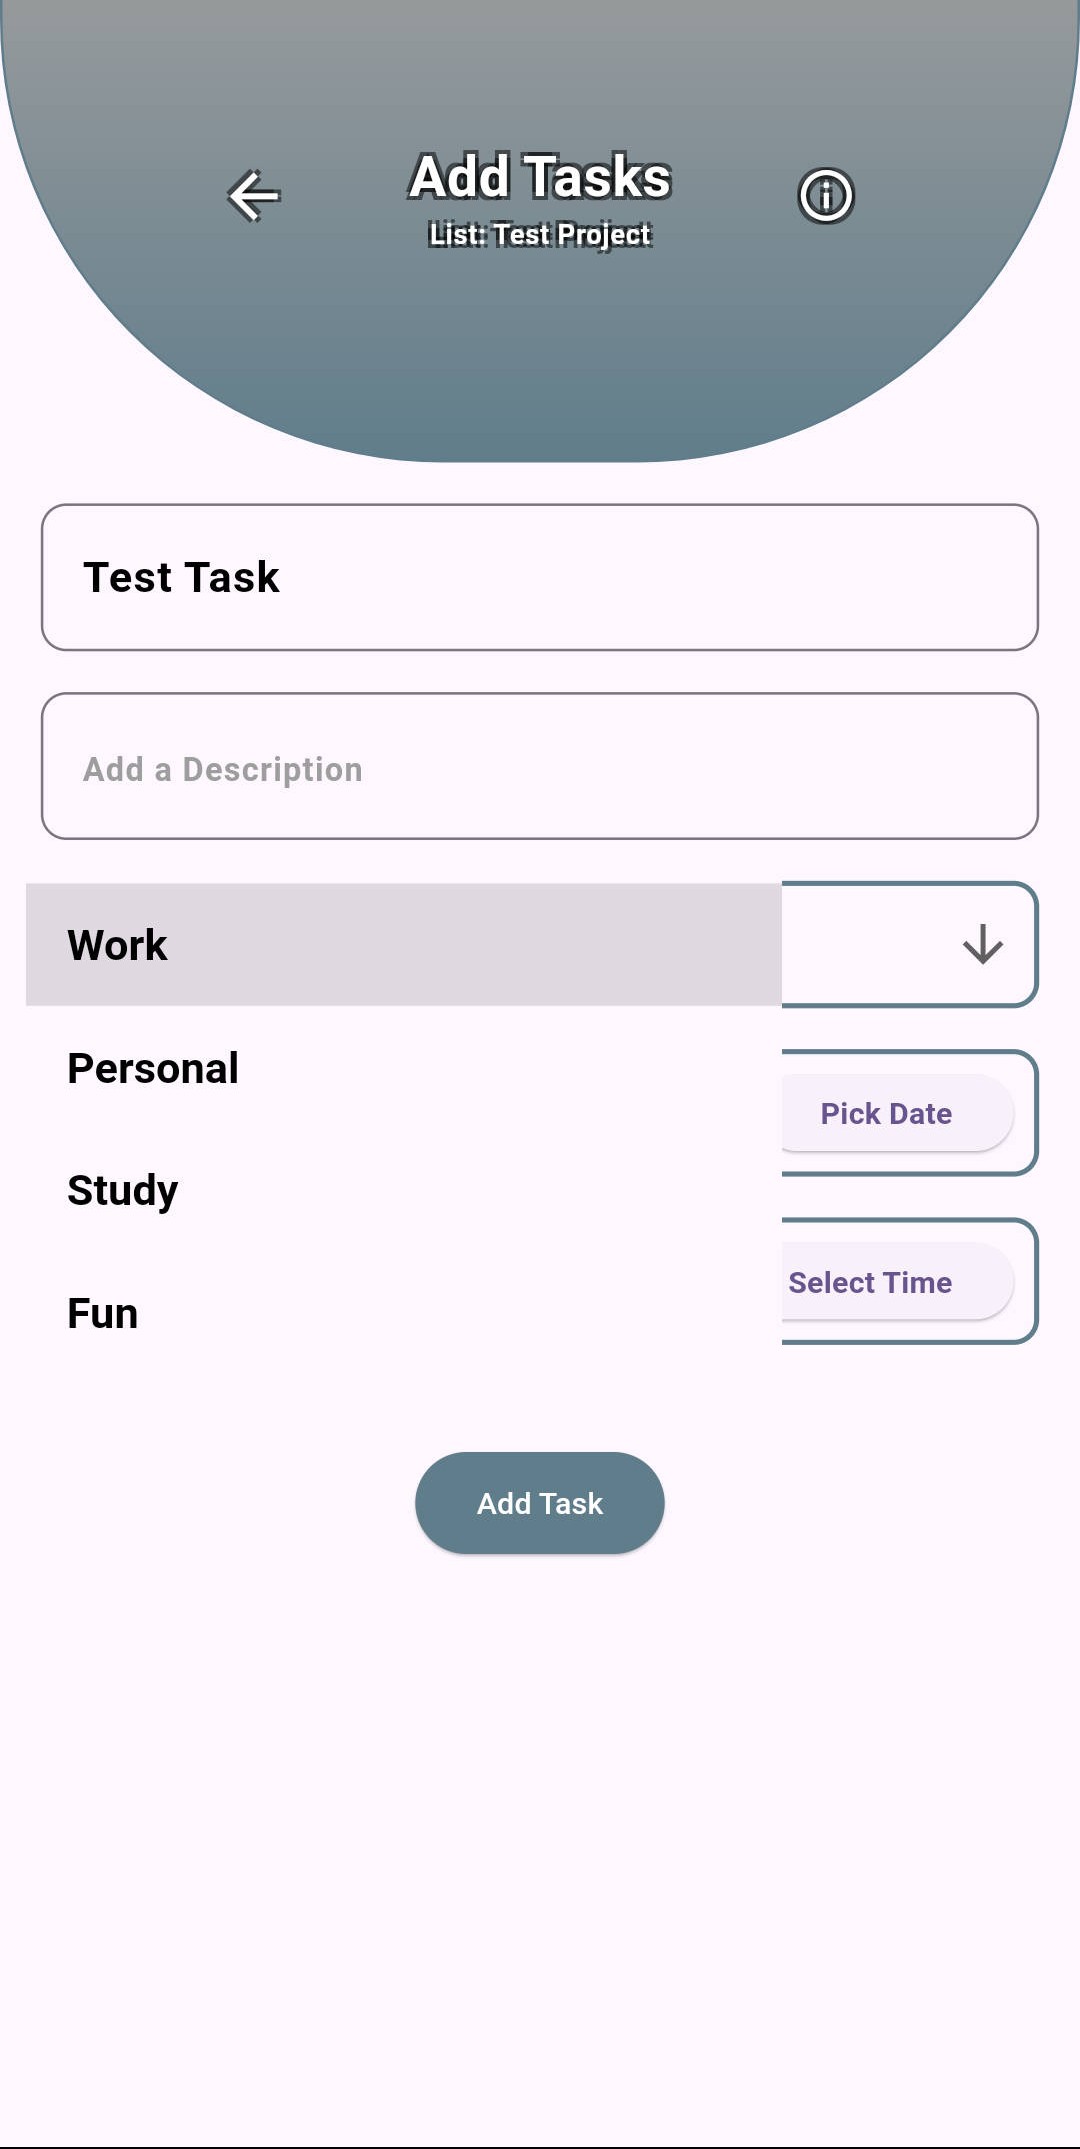 Add Tasks
List: Test Project
Test Task
Add a Description
Work
Personal
Pick Date
Study
Select Time
Fun
Add Task